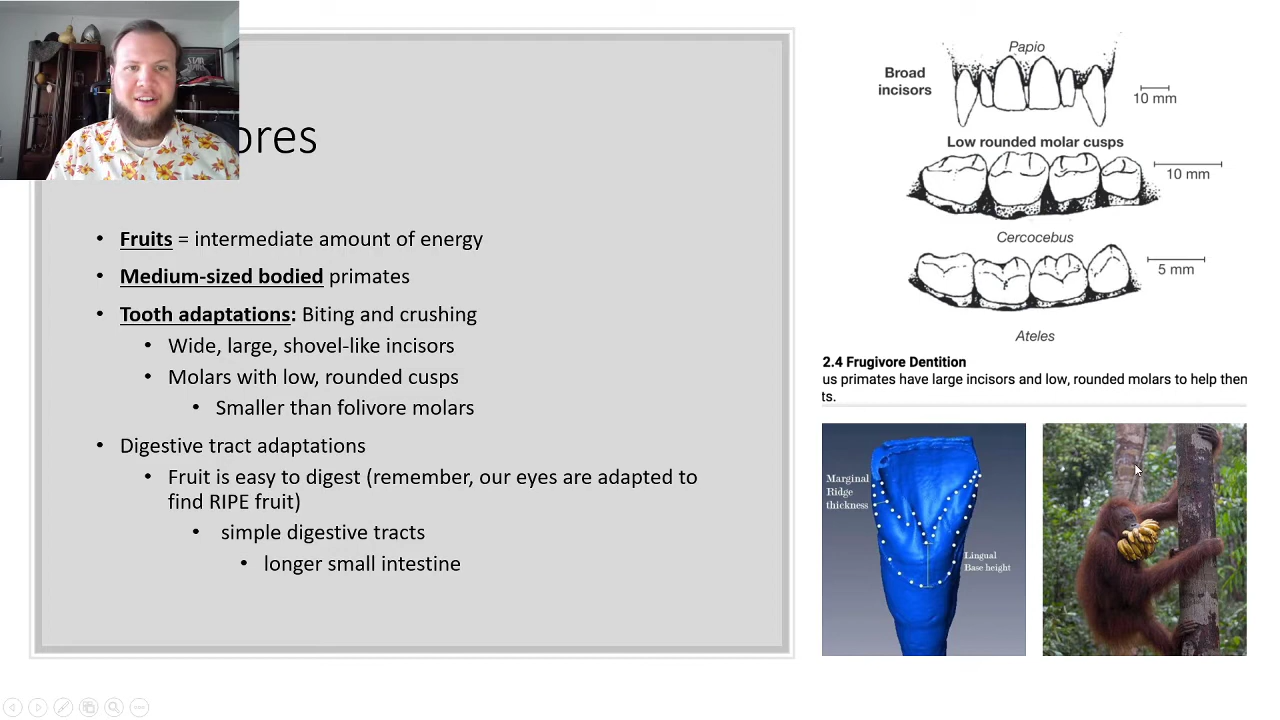 ores
• Fruits = intermediate amount of energy
• Medium-sized bodied primates
• Tooth adaptations: Biting and crushing
• Wide, large, shovel-like incisors
• Molars with low, rounded cusps
• Smaller than folivore molars
• Digestive tract adaptations
• Fruit is easy to digest (remember, our eyes are adapted to
find RIPE fruit)
• simple digestive tracts
• longer small intestine
Papio
Broad
incisors
10 mm
Low rounded molar cusps
10 mm
Cercocebus
5 mm
Ateles
2.4 Frugivore Dentition
us primates have large incisors and low, rounded molars to help then
ts.
Marginal
Ridge
thickness
Lingual
Base height